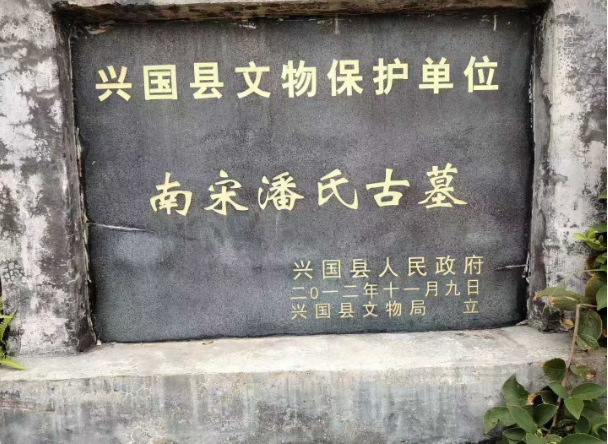 兴国县文物保护单位
南宋潘氏古墓
兴国县人民政府
二〇一二年十一月九日
兴国县文物局 立